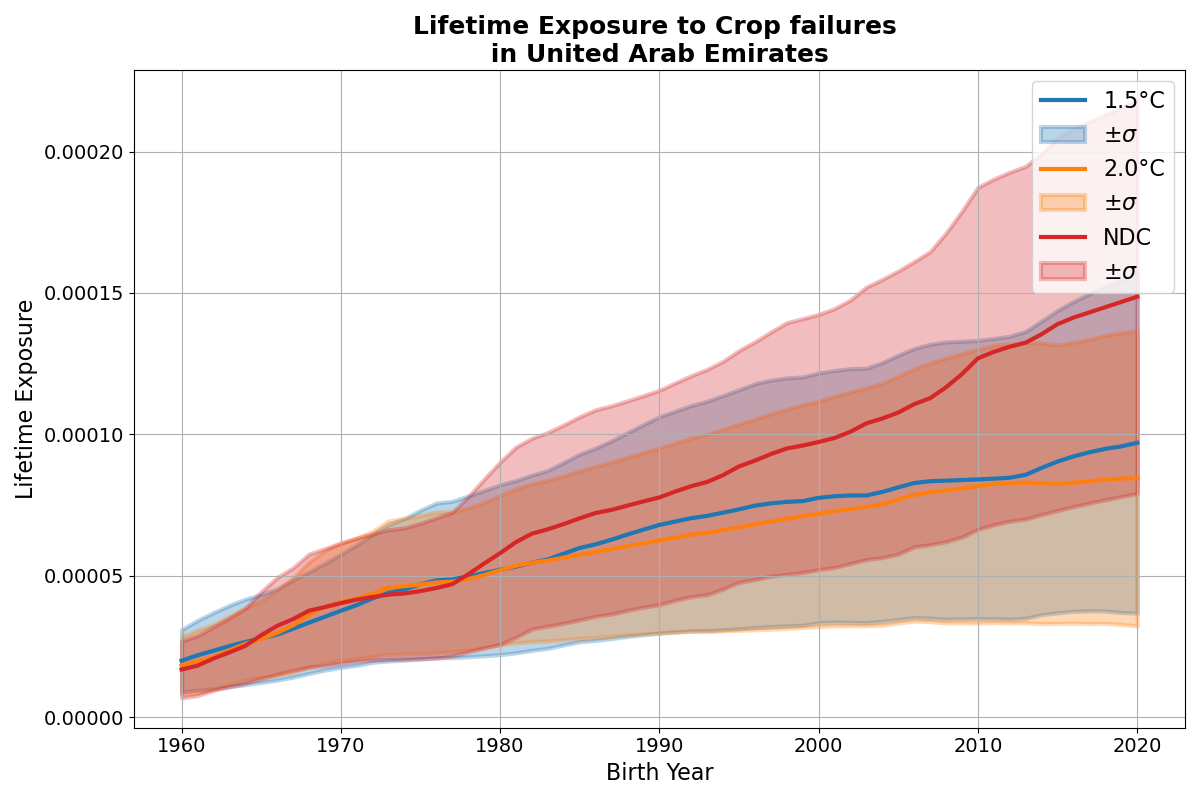 Lifetime Exposure to Crop failures
in United Arab Emirates
1.5°C
±σ
2.0°C
±σ
NDC
±σ
Lifetime Exposure
0.00020
0.00015
0.00010
0.00005
0.00000
1960 1970 1980 1990 2000 2010 2020
Birth Year